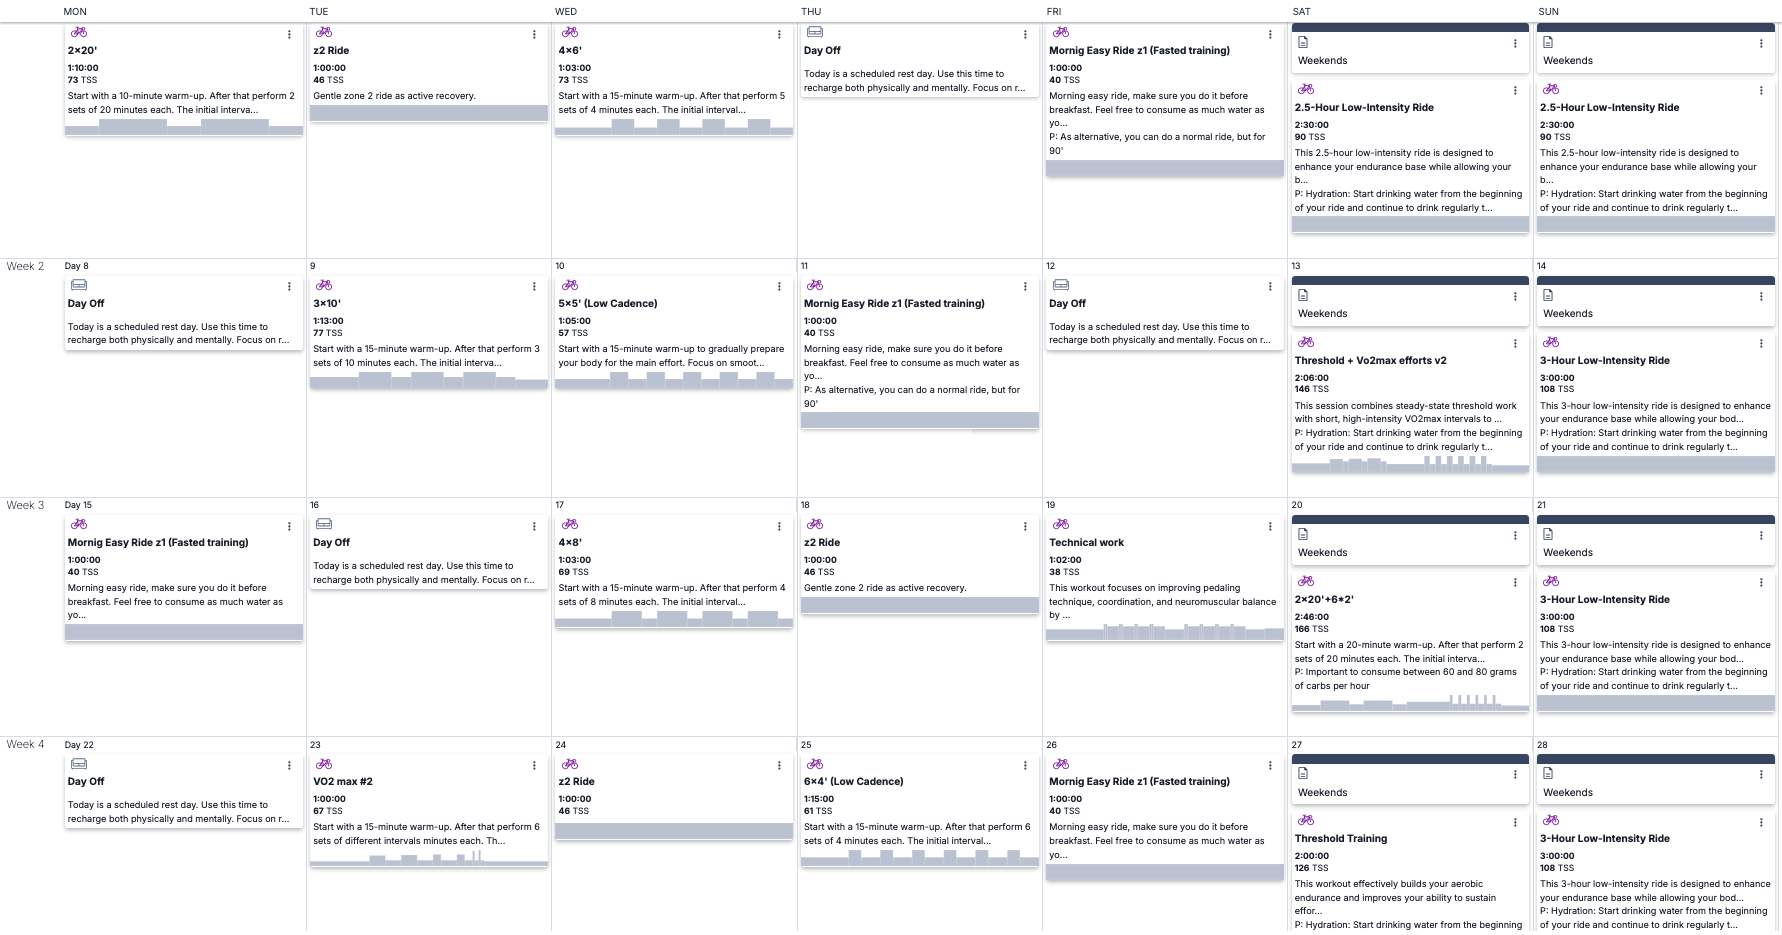 MON
TUE
WED
THU
FRI
SAT
SUN
2x20'
1:10:00
73 TSS
Start with a 10-minute warm-up. After that perform 2
sets of 20 minutes each. The initial interva...
z2 Ride
1:00:00
46 TSS
Gentle zone 2 ride as active recovery.
4x6'
1:03:00
73 TSS
Start with a 15-minute warm-up. After that perform 5
sets of 4 minutes each. The initial interval...
Day Off
Today is a scheduled rest day. Use this time to
recharge both physically and mentally. Focus on r...
Mornig Easy Ride z1 (Fasted training)
1:00:00
40 TSS
Morning easy ride, make sure you do it before
breakfast. Feel free to consume as much water as
yo...
P: As alternative, you can do a normal ride, but for
90'
Weekends
2.5-Hour Low-Intensity Ride
2:30:00
90 TSS
This 2.5-hour low-intensity ride is designed to
enhance your endurance base while allowing your
b...
P: Hydration: Start drinking water from the beginning
of your ride and continue to drink regularly t...
Weekends
2.5-Hour Low-Intensity Ride
2:30:00
90 TSS
This 2.5-hour low-intensity ride is designed to
enhance your endurance base while allowing your
b...
P: Hydration: Start drinking water from the beginning
of your ride and continue to drink regularly t...
Week 2
Day 8
Day Off
Today is a scheduled rest day. Use this time to
recharge both physically and mentally. Focus on r...
9
3x10'
1:13:00
77 TSS
Start with a 15-minute warm-up. After that perform 3
sets of 10 minutes each. The initial interva...
10
5x5' (Low Cadence)
1:05:00
57 TSS
Start with a 15-minute warm-up to gradually prepare
your body for the main effort. Focus on smoot...
11
Mornig Easy Ride z1 (Fasted training)
1:00:00
40 TSS
Morning easy ride, make sure you do it before
breakfast. Feel free to consume as much water as
yo...
P: As alternative, you can do a normal ride, but for
90'
12
Day Off
Today is a scheduled rest day. Use this time to
recharge both physically and mentally. Focus on r...
13
Weekends
Threshold + Vo2max efforts v2
2:06:00
146 TSS
This session combines steady-state threshold work
with short, high-intensity VO2max intervals to ...
P: Hydration: Start drinking water from the beginning
of your ride and continue to drink regularly t...
14
Weekends
3-Hour Low-Intensity Ride
3:00:00
108 TSS
This 3-hour low-intensity ride is designed to enhance
your endurance base while allowing your bod...
P: Hydration: Start drinking water from the beginning
of your ride and continue to drink regularly t...
Week 3
Day 15
Mornig Easy Ride z1 (Fasted training)
1:00:00
40 TSS
Morning easy ride, make sure you do it before
breakfast. Feel free to consume as much water as
yo...
16
Day Off
Today is a scheduled rest day. Use this time to
recharge both physically and mentally. Focus on r...
17
4x8'
1:03:00
69 TSS
Start with a 15-minute warm-up. After that perform 4
sets of 8 minutes each. The initial interval...
18
z2 Ride
1:00:00
46 TSS
Gentle zone 2 ride as active recovery.
19
Technical work
1:02:00
38 TSS
This workout focuses on improving pedaling
technique, coordination, and neuromuscular balance
by ...
20
Weekends
2x20'+6*2'
2:46:00
166 TSS
Start with a 20-minute warm-up. After that perform 2
sets of 20 minutes each. The initial interva...
P: Important to consume between 60 and 80 grams
of carbs per hour
21
Weekends
3-Hour Low-Intensity Ride
3:00:00
108 TSS
This 3-hour low-intensity ride is designed to enhance
your endurance base while allowing your bod...
P: Hydration: Start drinking water from the beginning
of your ride and continue to drink regularly t...
Week 4
Day 22
Day Off
Today is a scheduled rest day. Use this time to
recharge both physically and mentally. Focus on r...
23
VO2 max #2
1:00:00
67 TSS
Start with a 15-minute warm-up. After that perform 6
sets of different intervals minutes each. Th...
24
z2 Ride
1:00:00
46 TSS
25
6x4' (Low Cadence)
1:15:00
61 TSS
Start with a 15-minute warm-up. After that perform 6
sets of 4 minutes each. The initial interval...
26
Mornig Easy Ride z1 (Fasted training)
1:00:00
40 TSS
Morning easy ride, make sure you do it before
breakfast. Feel free to consume as much water as
yo...
27
Weekends
Threshold Training
2:00:00
126 TSS
This workout effectively builds your aerobic
endurance and improves your ability to sustain
effor...
P: Hydration: Start drinking water from the beginning
28
Weekends
3-Hour Low-Intensity Ride
3:00:00
108 TSS
This 3-hour low-intensity ride is designed to enhance
your endurance base while allowing your bod...
P: Hydration: Start drinking water from the beginning
of your ride and continue to drink regularly t...